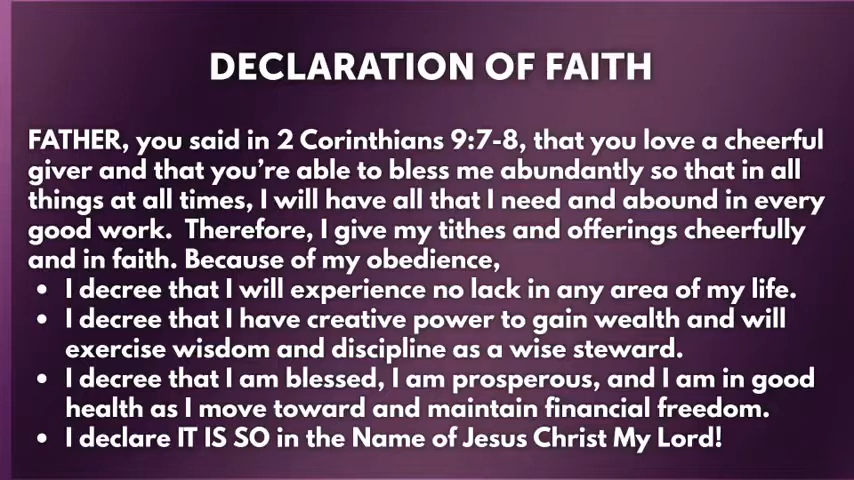 DECLARATION OF FAITH
FATHER, you said in 2 Corinthians 9:7-8, that you love a cheerful
giver and that you’re able to bless me abundantly so that in all
things at all times, I will have all that I need and abound in every
good work.  Therefore, I give my tithes and offerings cheerfully
and in faith. Because of my obedience,
• I decree that I will experience no lack in any area of my life.
• I decree that I have creative power to gain wealth and will
exercise wisdom and discipline as a wise steward.
• I decree that I am blessed, I am prosperous, and I am in good
health as I move toward and maintain financial freedom.
• I declare IT IS SO in the Name of Jesus Christ My Lord!